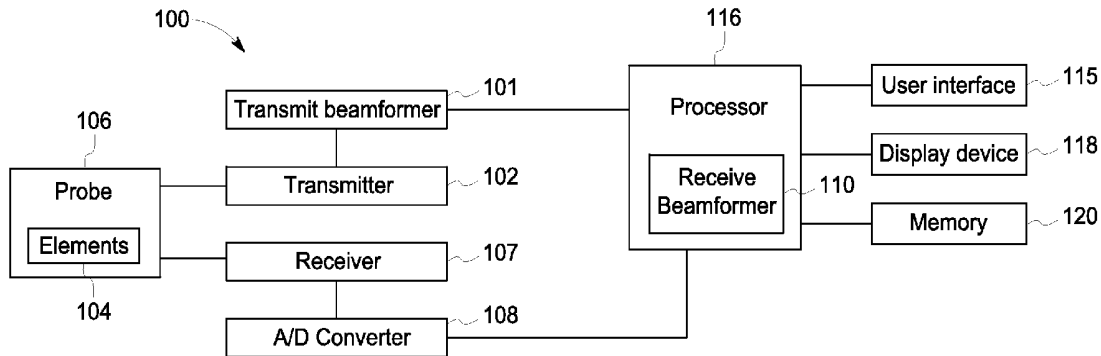 100
116
101
Transmit beamformer
Processor
User interface
115
106
Probe
Transmitter
102
Display device
118
Receive
Beamformer
110
Elements
104
Receiver
107
Memory
120
A/D Converter
108